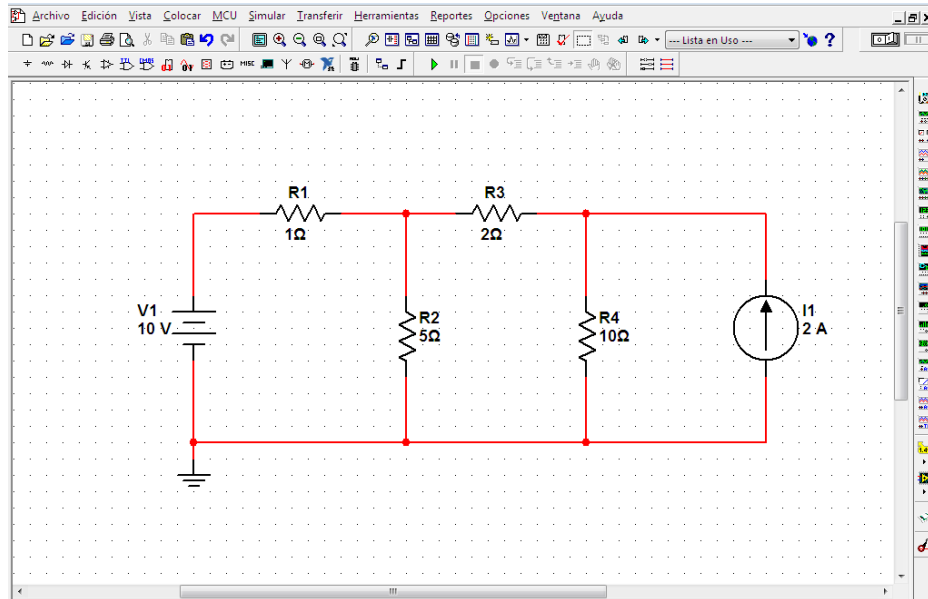 Archivo Edición Vista Colocar MCU Simular Transferir Herramientas Reportes Opciones Ventana Ayuda
--- Lista en Uso --- ?
MISC
R1
1Ω
R3
2Ω
V1
10 V
R2
5Ω
R4
10Ω
I1
2 A